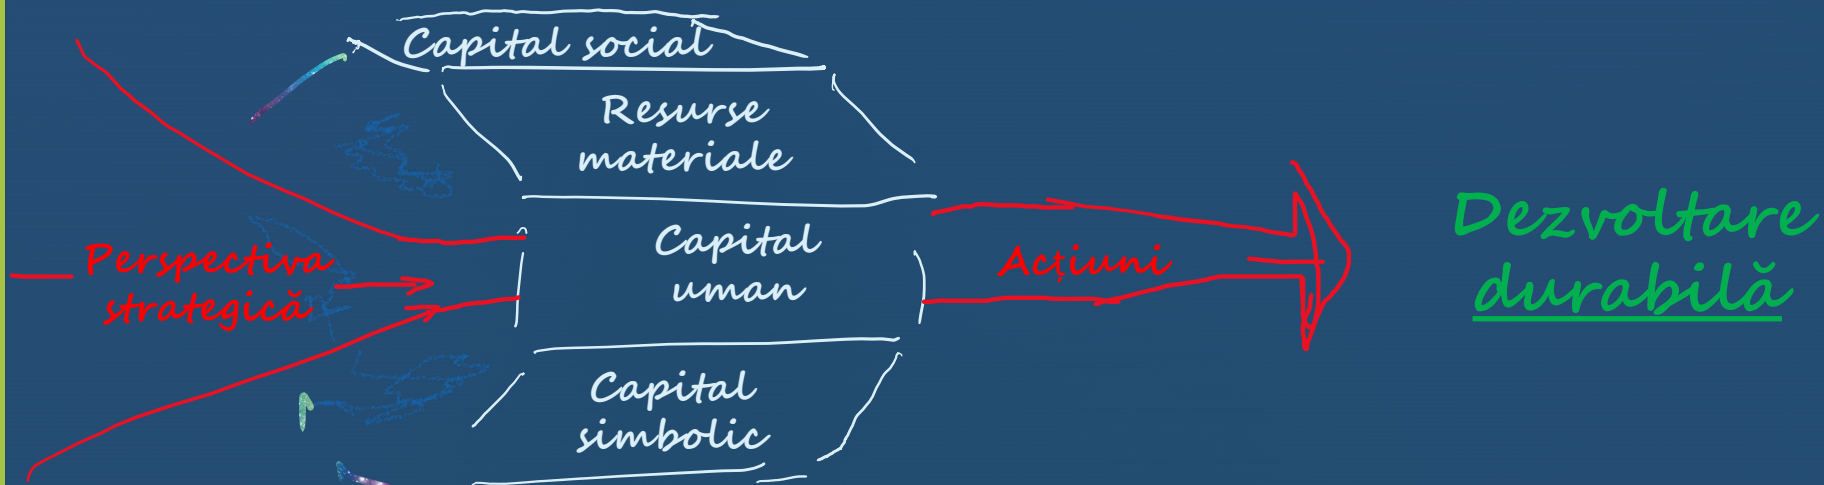 Capital social
Resurse
materiale
Perspectiva
strategică
Capital
uman
Acțiuni
Dezvoltare
durabilă
Capital
simbolic